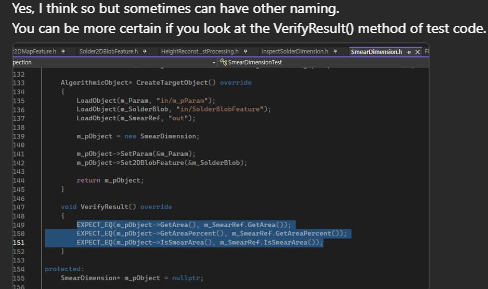 Yes, I think so but sometimes can have other naming.
You can be more certain if you look at the VerifyResult() method of test code.
2DMapFeature.h Solder2DBlobFeature.h HeightReconst...stProcessing.h InspectSolderDimension.h SmearDimension.h
pection SmearDimensionTest
132
133 AlgorithmicObject* CreateTargetObject() override
134 {
135 LoadObject(m_Param, "in/m_pParam");
136 LoadObject(m_SolderBlob, "in/SolderBlobFeature");
137 LoadObject(m_SmearRef, "out");
138
139 m_pObject = new SmearDimension;
140
141 m_pObject->SetParam(&m_Param);
142 m_pObject->Set2DBlobFeature(&m_SolderBlob);
143
144 return m_pObject;
145 }
146
147 void VerifyResult() override
148 {
149 EXPECT_EQ(m_pObject->GetArea(), m_SmearRef.GetArea());
150 EXPECT_EQ(m_pObject->GetAreaPercent(), m_SmearRef.GetAreaPercent());
151 EXPECT_EQ(m_pObject->IsSmearArea(), m_SmearRef.IsSmearArea());
152 }
153
154 protected:
155 SmearDimension* m_pObject = nullptr;